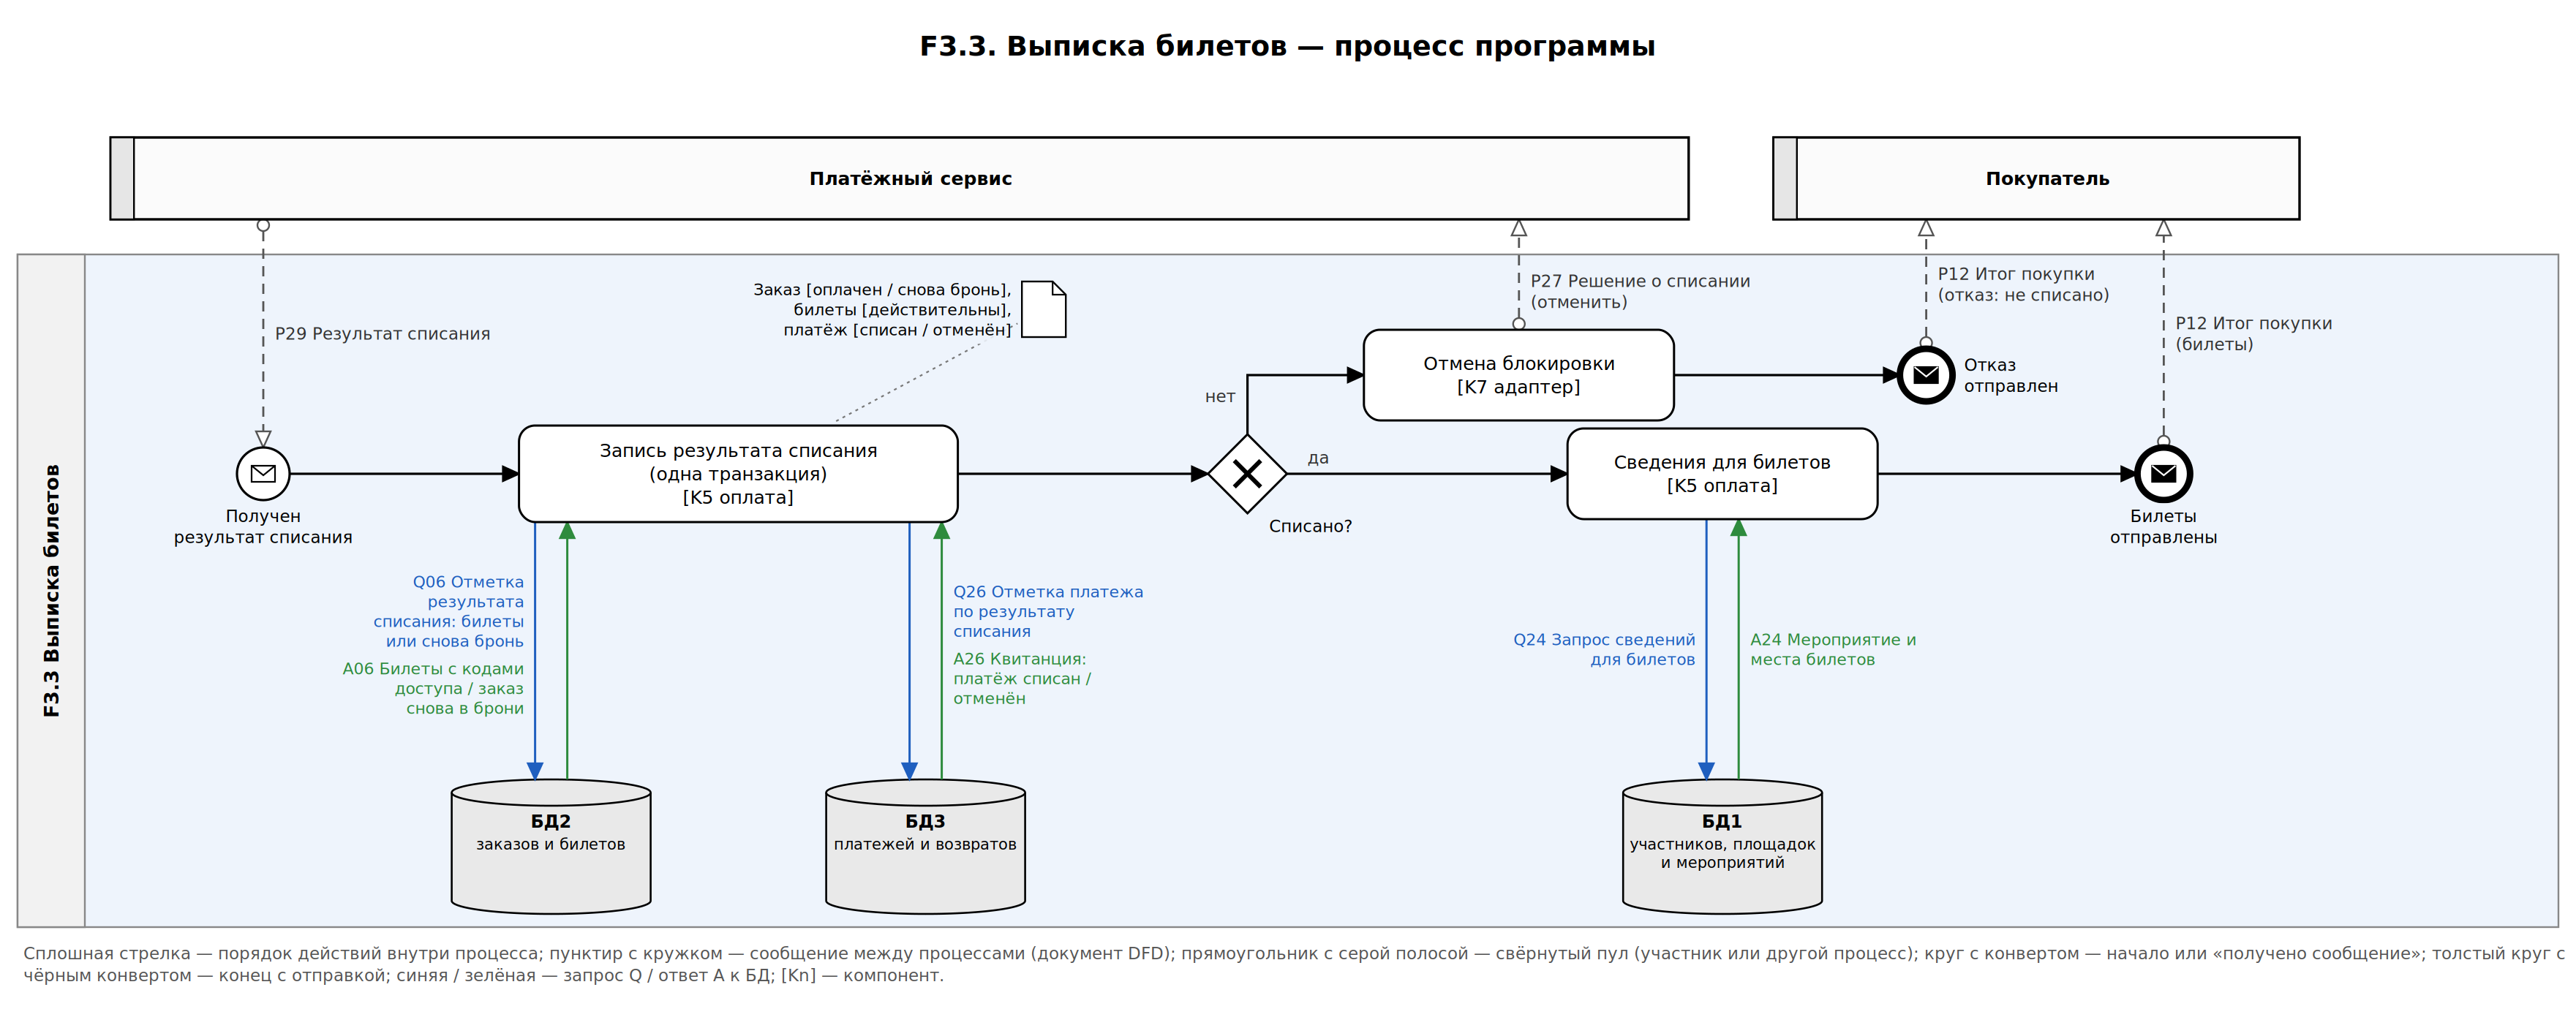 F3.3. Выписка билетов — процесс программы
Платёжный сервис
Покупатель
F3.3 Выписка билетов
P29 Результат списания
Заказ [оплачен / снова бронь],
билеты [действительны],
платёж [списан / отменён]
P27 Решение о списании
(отменить)
P12 Итог покупки
(отказ: не списано)
P12 Итог покупки
(билеты)
Отмена блокировки
[K7 адаптер]
Отказ
отправлен
нет
Запись результата списания
(одна транзакция)
[K5 оплата]
да
Сведения для билетов
[K5 оплата]
Получен
результат списания
Списано?
Билеты
отправлены
Q06 Отметка
результата
списания: билеты
или снова бронь
A06 Билеты с кодами
доступа / заказ
снова в брони
Q26 Отметка платежа
по результату
списания
A26 Квитанция:
платёж списан /
отменён
Q24 Запрос сведений
для билетов
A24 Мероприятие и
места билетов
БД2
заказов и билетов
БД3
платежей и возвратов
БД1
участников, площадок
и мероприятий
Сплошная стрелка — порядок действий внутри процесса; пунктир с кружком — сообщение между процессами (документ DFD); прямоугольник с серой полосой — свёрнутый пул (участник или другой процесс); круг с конвертом — начало или «получено сообщение»; толстый круг с
чёрным конвертом — конец с отправкой; синяя / зелёная — запрос Q / ответ A к БД; [Kn] — компонент.